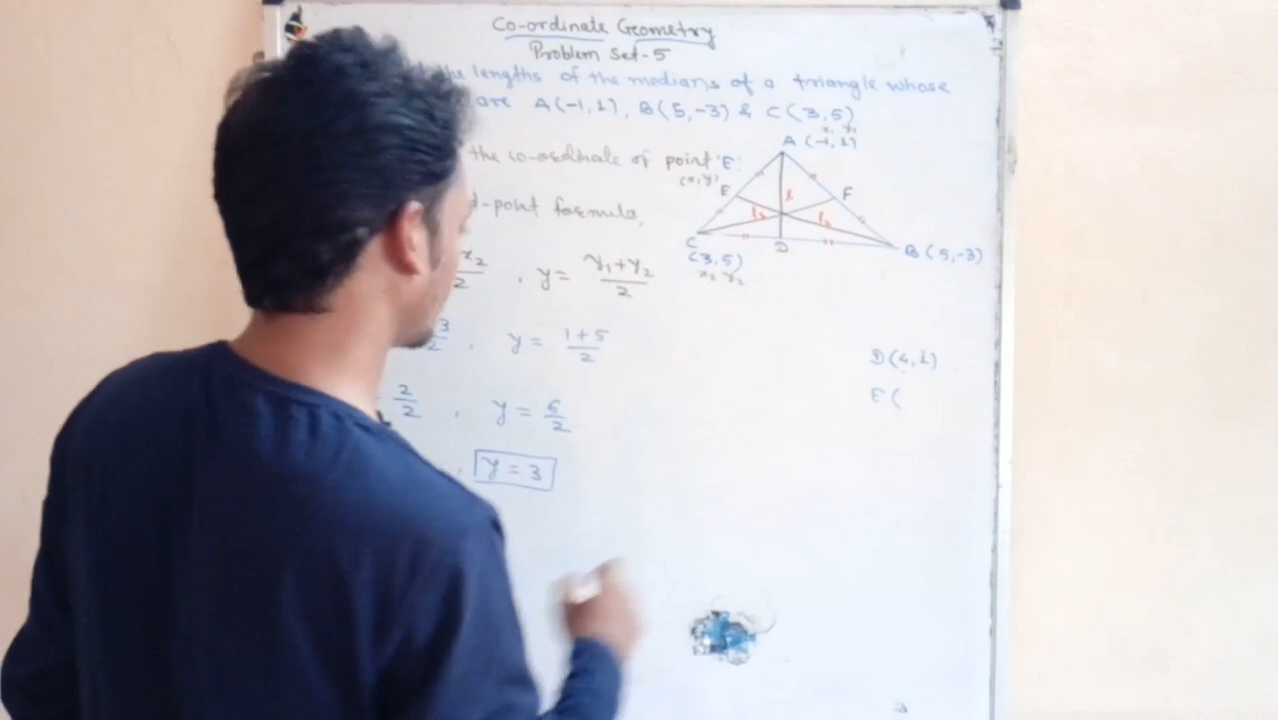 Co-ordinate Geometry
Problem Set-5
the lengths of the medians of a triangle whose
are A(-1,1), B(5,-3) & C(3,5)
x₁ y₁
A (-1,1)
the co-ordinate of point 'E'.
(x,y)
E
F
d-point formula,
l
l₂
l₃
C
D
B (5,-3)
(3,5)
x₂ y₂
x₂/2 , y = (y₁+y₂)/2
3/2 , y = (1+5)/2
D(4,1)
E (
2/2 , y = 6/2
, y = 3